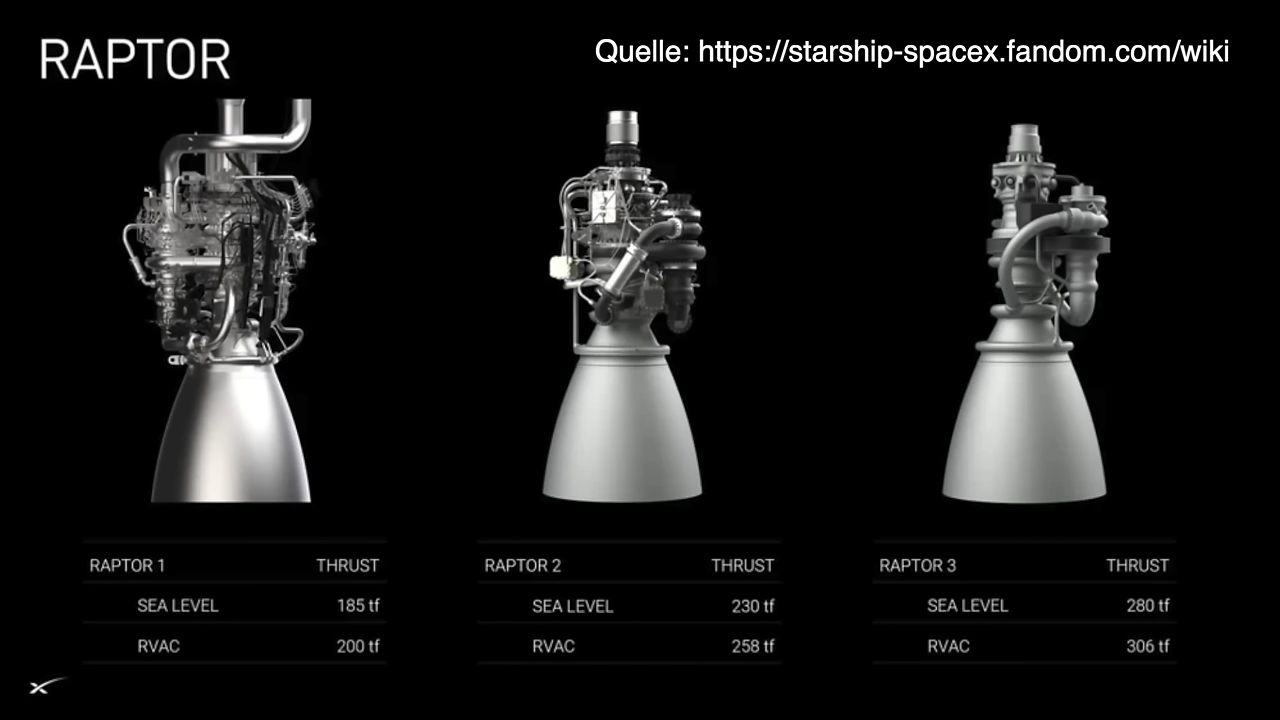 RAPTOR
Quelle: https://starship-spacex.fandom.com/wiki
RAPTOR 1 THRUST
SEA LEVEL 185 tf
RVAC 200 tf
RAPTOR 2 THRUST
SEA LEVEL 230 tf
RVAC 258 tf
RAPTOR 3 THRUST
SEA LEVEL 280 tf
RVAC 306 tf